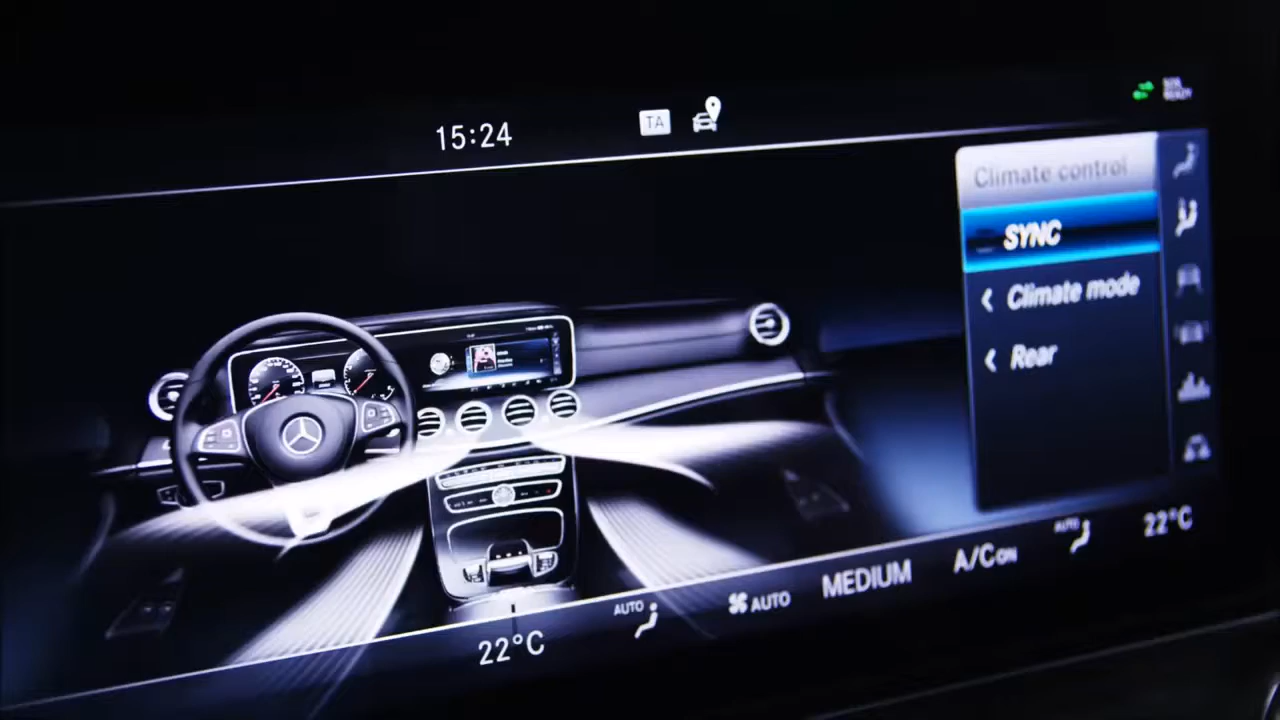 15:24
TA
Climate control
SYNC
Climate mode
Rear
22°C
AUTO
AUTO
MEDIUM
A/C ON
AUTO
22°C